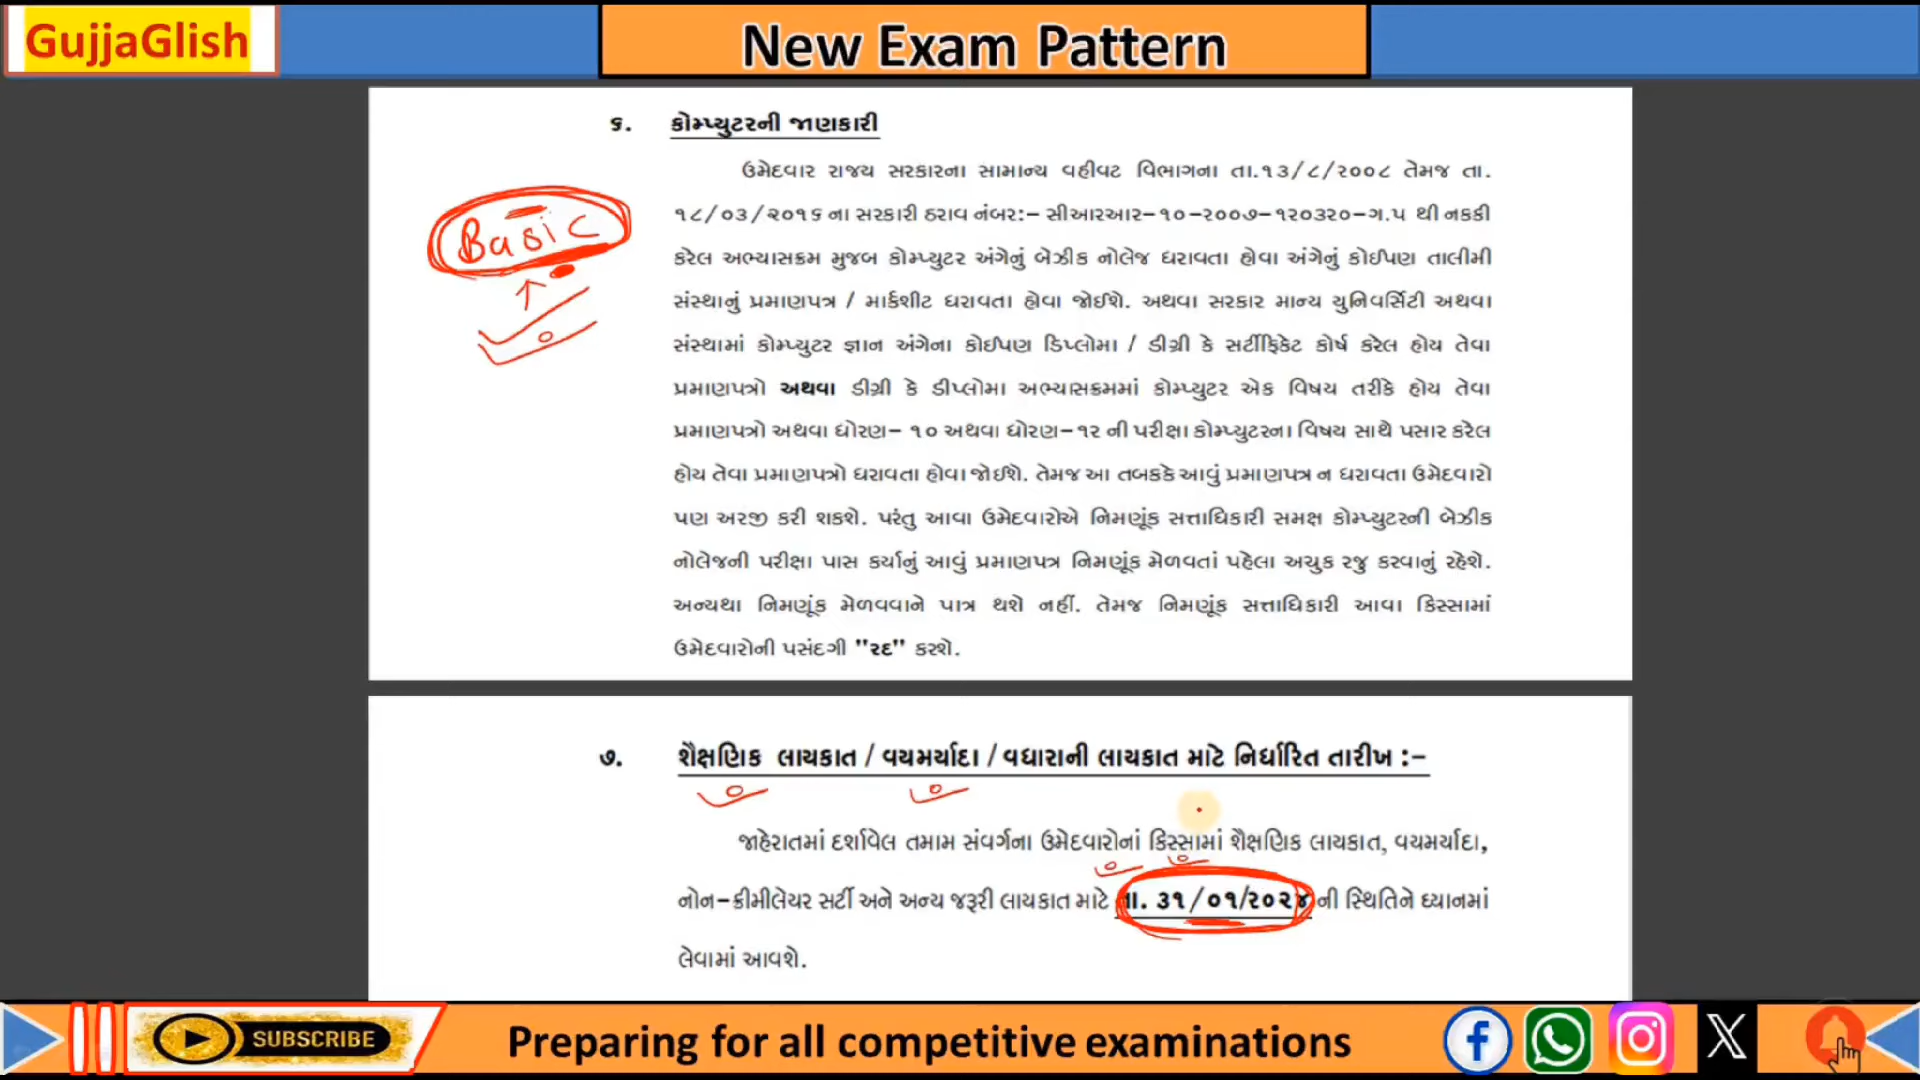 GujjaGlish
New Exam Pattern
૬. કોમ્પ્યુટરની જાણકારી
ઉમેદવાર રાજ્ય સરકારના સામાન્ય વહીવટ વિભાગના તા.૧૩/૮/૨૦૦૮ તેમજ તા.
૧૮/૦૩/૨૦૧૬ ના સરકારી ઠરાવ નંબર:- સીઆરઆર-૧૦-૨૦૦૭-૧૨૦૩૨૦-ગ.૫ થી નકકી
કરેલ અભ્યાસક્રમ મુજબ કોમ્પ્યુટર અંગેનું બેઝીક નોલેજ ધરાવતા હોવા અંગેનું કોઈપણ તાલીમી
સંસ્થાનું પ્રમાણપત્ર / માર્કશીટ ધરાવતા હોવા જોઈશે. અથવા સરકાર માન્ય યુનિવર્સિટી અથવા
સંસ્થામાં કોમ્પ્યુટર જ્ઞાન અંગેના કોઈપણ ડિપ્લોમા / ડીગ્રી કે સર્ટીફિકેટ કોર્ષ કરેલ હોય તેવા
પ્રમાણપત્રો અથવા ડીગ્રી કે ડીપ્લોમા અભ્યાસક્રમમાં કોમ્પ્યુટર એક વિષય તરીકે હોય તેવા
પ્રમાણપત્રો અથવા ધોરણ- ૧૦ અથવા ધોરણ- ૧૨ ની પરીક્ષા કોમ્પ્યુટરના વિષય સાથે પસાર કરેલ
હોય તેવા પ્રમાણપત્રો ધરાવતા હોવા જોઈશે. તેમજ આ તબકકે આવું પ્રમાણપત્ર ન ધરાવતા ઉમેદવારો
પણ અરજી કરી શકશે. પરંતુ આવા ઉમેદવારોએ નિમણૂંક સત્તાધિકારી સમક્ષ કોમ્પ્યુટરની બેઝીક
નોલેજની પરીક્ષા પાસ કર્યાનું આવું પ્રમાણપત્ર નિમણૂંક મેળવતાં પહેલા અચુક રજુ કરવાનું રહેશે.
અન્યથા નિમણૂંક મેળવવાને પાત્ર થશે નહીં. તેમજ નિમણૂંક સત્તાધિકારી આવા કિસ્સામાં
ઉમેદવારોની પસંદગી "રદ" કરશે.
Basic
૭. શૈક્ષણિક લાયકાત / વયમર્યાદા / વધારાની લાયકાત માટે નિર્ધારિત તારીખ :-
જાહેરાતમાં દર્શાવેલ તમામ સંવર્ગના ઉમેદવારોનાં કિસ્સામાં શૈક્ષણિક લાયકાત, વયમર્યાદા,
નોન-ક્રીમીલેયર સર્ટી અને અન્ય જરૂરી લાયકાત માટે તા. ૩૧/૦૧/૨૦૨૪ ની સ્થિતિને ધ્યાનમાં
લેવામાં આવશે.
SUBSCRIBE
Preparing for all competitive examinations